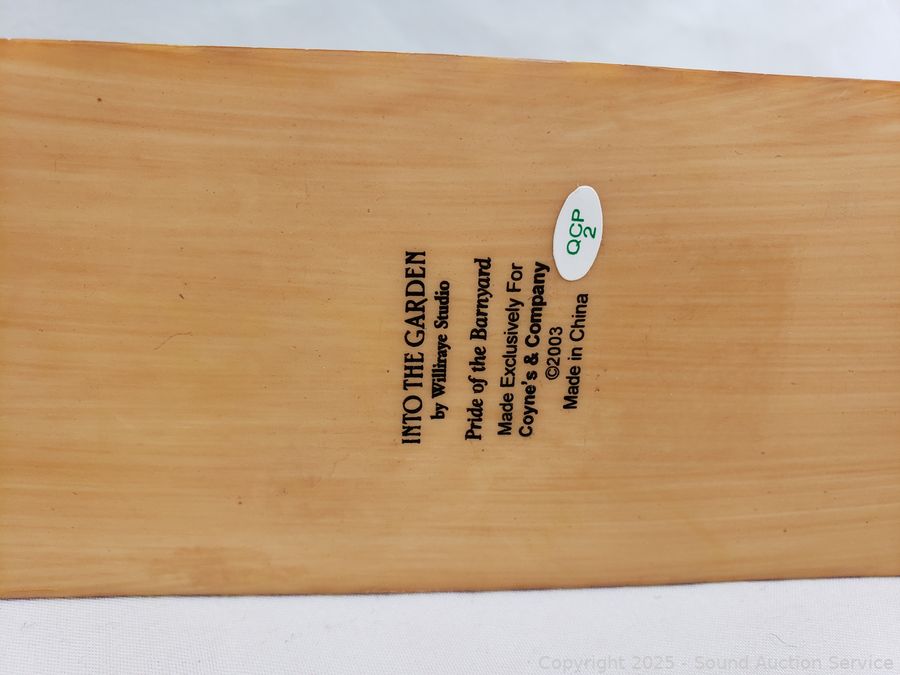 INTO THE GARDEN
by Williraye Studio
Pride of the Barnyard
Made Exclusively For
Coyne's & Company
©2003
Made in China
QCP
2
Copyright 2025 - Sound Auction Service